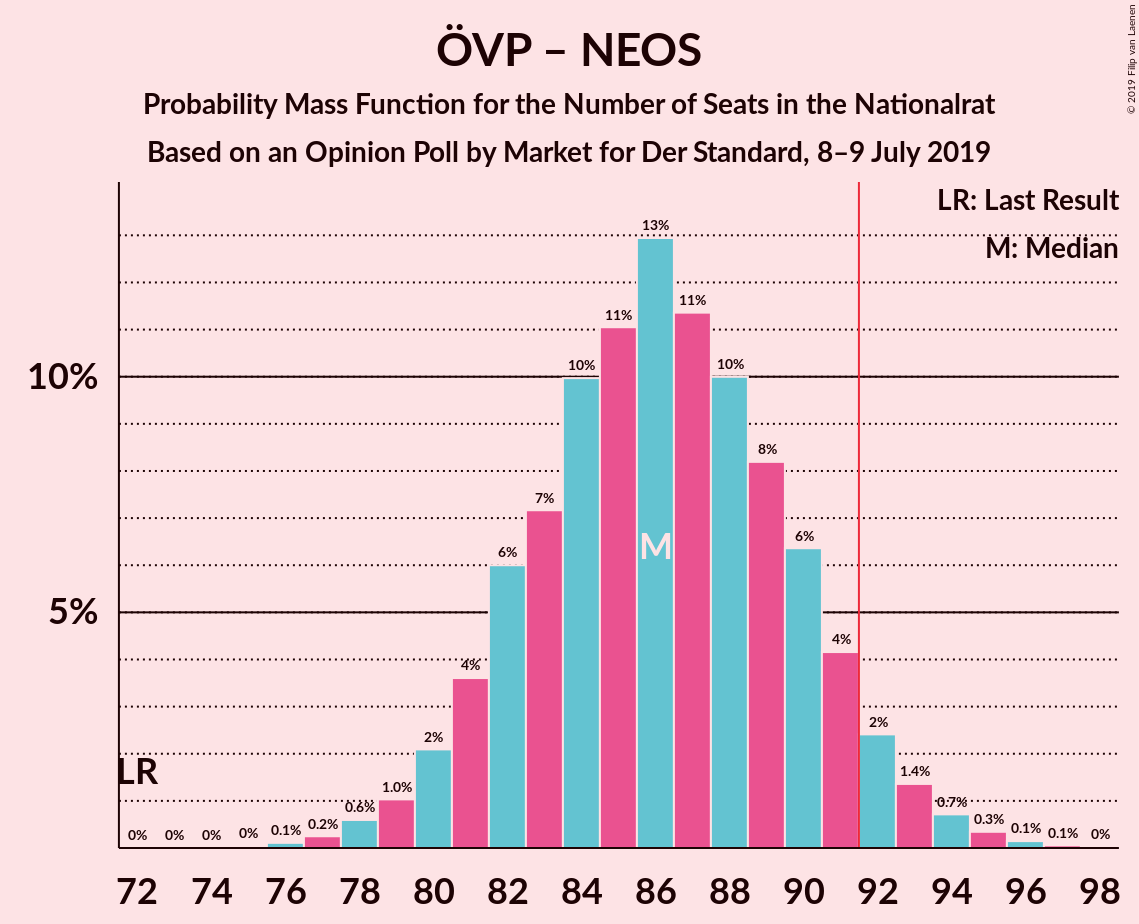 ÖVP – NEOS
Probability Mass Function for the Number of Seats in the Nationalrat
Based on an Opinion Poll by Market for Der Standard, 8–9 July 2019
© 2019 Filip van Laenen
LR: Last Result
M: Median
10%
5%
LR
M
0% 0% 0% 0% 0.1% 0.2% 0.6% 1.0% 2% 4% 6% 7% 10% 11% 13% 11% 10% 8% 6% 4% 2% 1.4% 0.7% 0.3% 0.1% 0.1% 0%
72 74 76 78 80 82 84 86 88 90 92 94 96 98